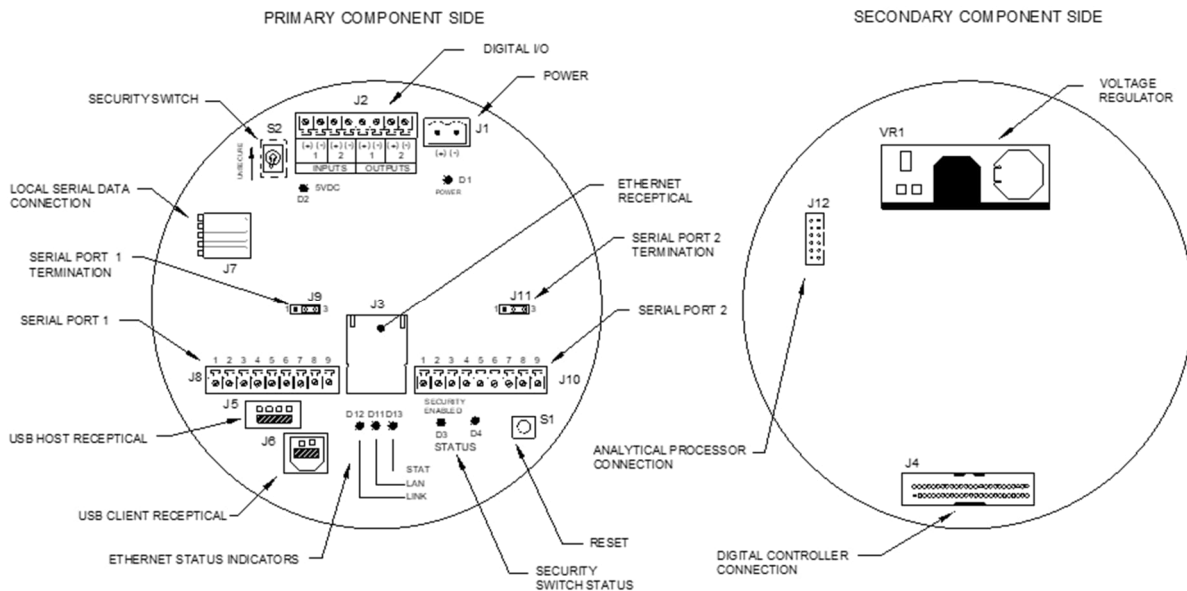 PRIMARY COMPONENT SIDE
SECONDARY COMPONENT SIDE
DIGITAL I/O
POWER
SECURITY SWITCH
S2
J2
J1
UNSECURE
(+) (-) (+) (-) (+) (-) (+) (-)
1 2 1 2
INPUTS OUTPUTS
(+) (-)
5VDC
D2
D1
POWER
LOCAL SERIAL DATA
CONNECTION
J7
ETHERNET
RECEPTICAL
SERIAL PORT 1
TERMINATION
J9
1 3
J3
J11
1 3
SERIAL PORT 2
TERMINATION
SERIAL PORT 1
SERIAL PORT 2
J8
1 2 3 4 5 6 7 8 9
1 2 3 4 5 6 7 8 9
J10
J5
USB HOST RECEPTICAL
J6
USB CLIENT RECEPTICAL
D12 D11 D13
STAT
LAN
LINK
ETHERNET STATUS INDICATORS
SECURITY
ENABLED
D3 D4
STATUS
S1
RESET
SECURITY
SWITCH STATUS
VOLTAGE
REGULATOR
VR1
J12
ANALYTICAL PROCESSOR
CONNECTION
J4
DIGITAL CONTROLLER
CONNECTION